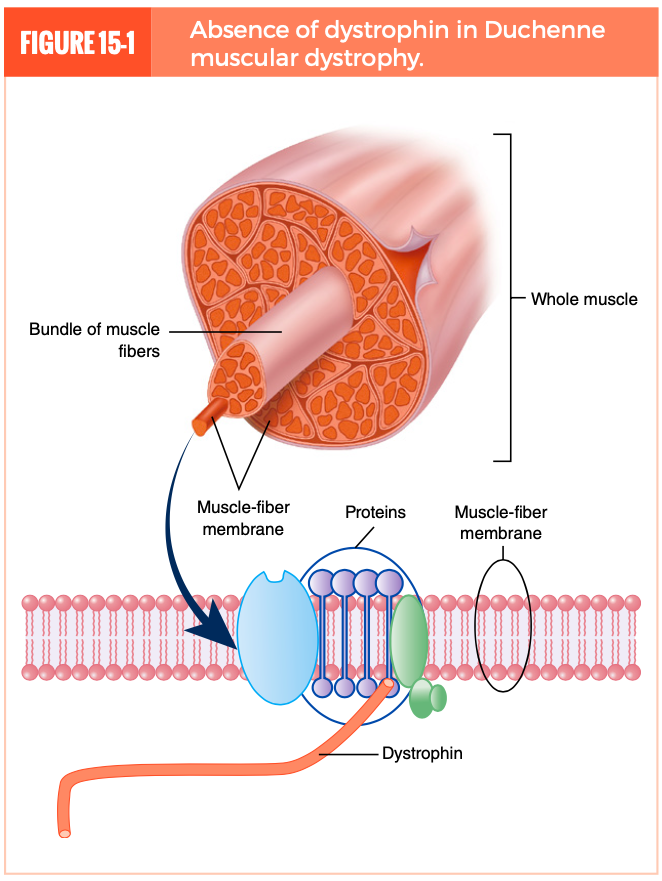 FIGURE 15-1
Absence of dystrophin in Duchenne
muscular dystrophy.
Whole muscle
Bundle of muscle
fibers
Muscle-fiber
membrane
Proteins
Muscle-fiber
membrane
Dystrophin